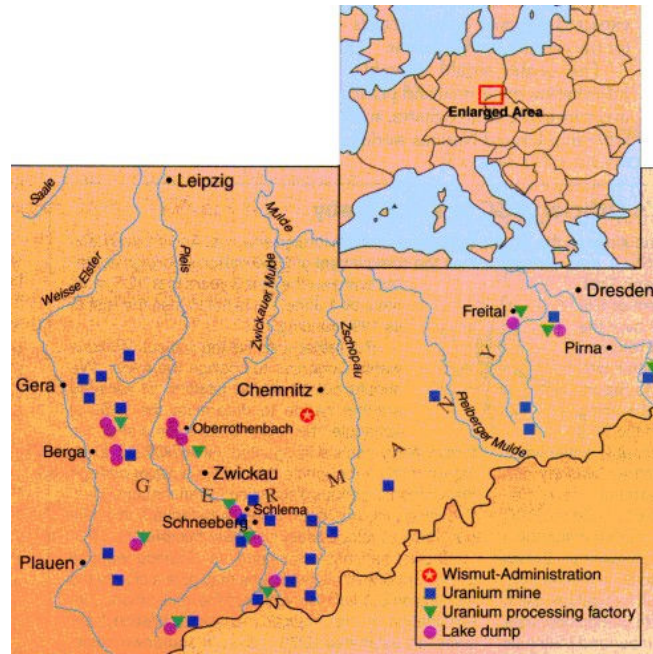 Enlarged Area
Saale
Leipzig
Mulde
Weisse Elster
Pleis
Zwickauer Mulde
Zschopau
Dresden
Freital
Pirna
Gera
Chemnitz
Freiberger Mulde
Oberrothenbach
Berga
Zwickau
GERMANY
Schlema
Schneeberg
Plauen
Wismut-Administration
Uranium mine
Uranium processing factory
Lake dump